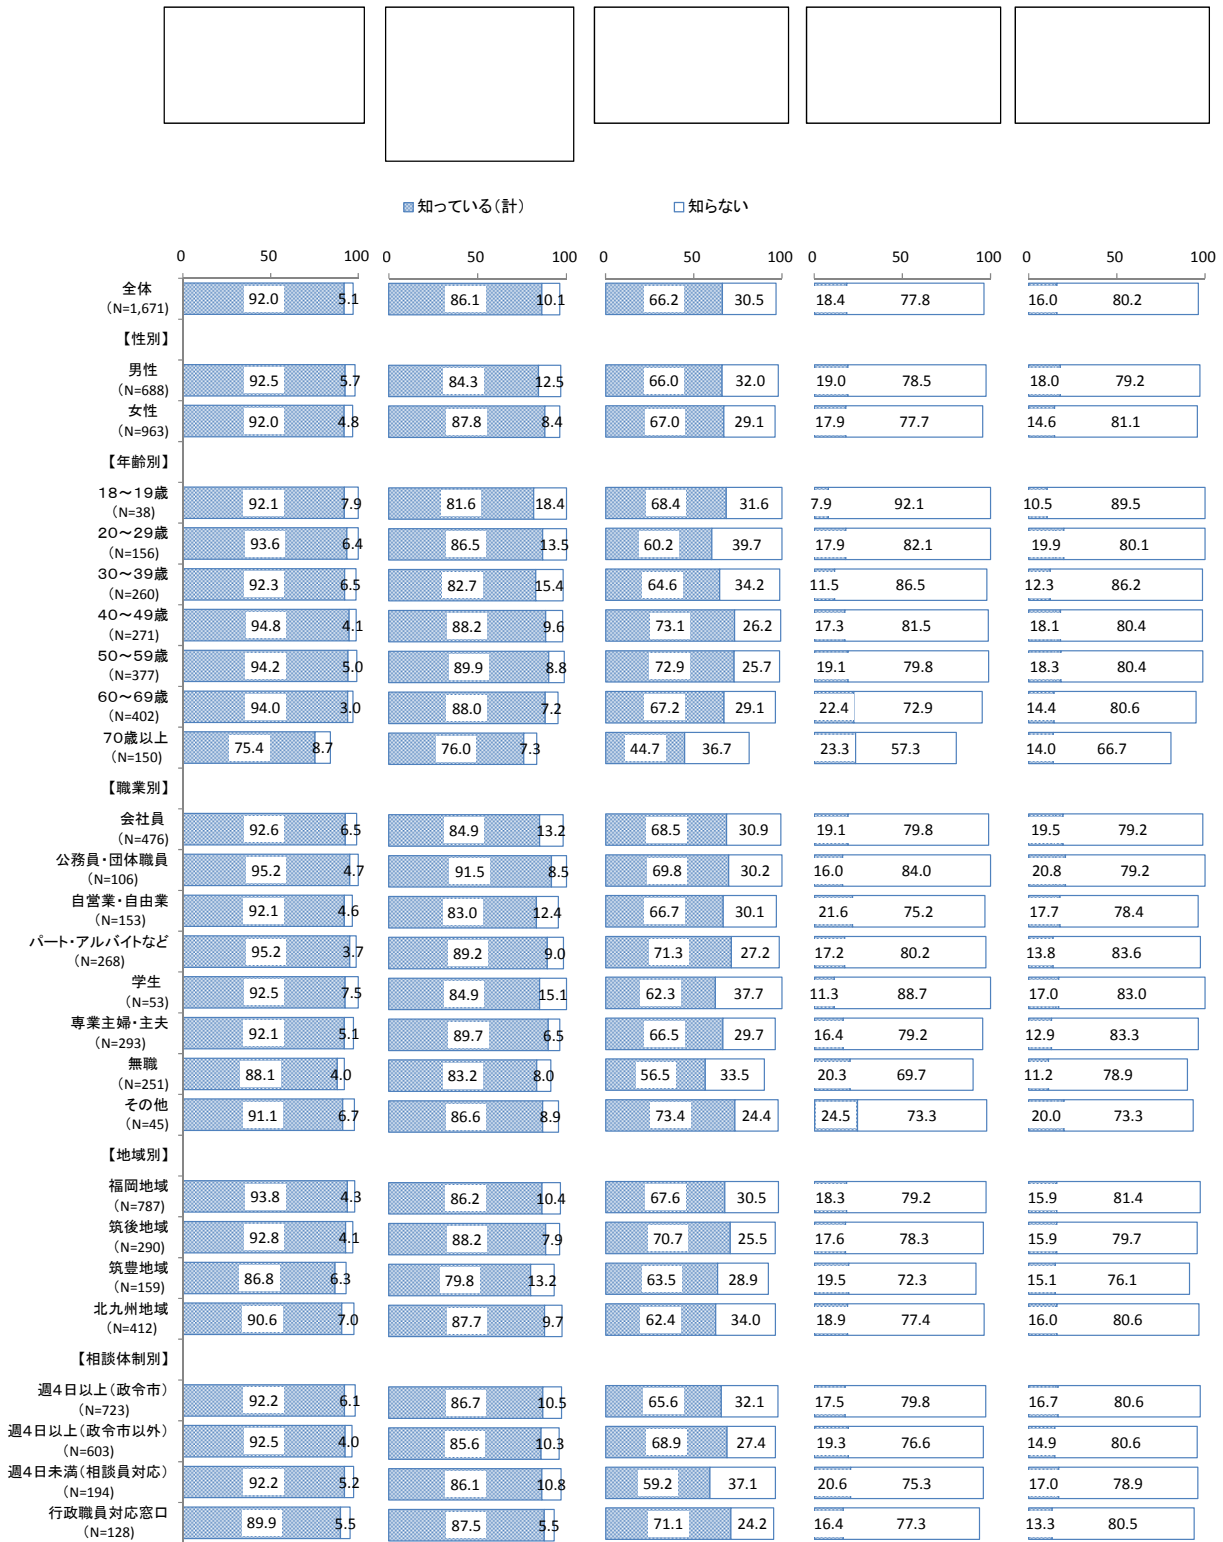 知っている(計) 知らない
0 50 100 0 50 100 0 50 100 0 50 100 0 50 100
全体 92.0 5.1 86.1 10.1 66.2 30.5 18.4 77.8 16.0 80.2
(N=1,671)
【性別】
男性 92.5 5.7 84.3 12.5 66.0 32.0 19.0 78.5 18.0 79.2
(N=688)
女性 92.0 4.8 87.8 8.4 67.0 29.1 17.9 77.7 14.6 81.1
(N=963)
【年齢別】
18～19歳 92.1 7.9 81.6 18.4 68.4 31.6 7.9 92.1 10.5 89.5
(N=38)
20～29歳 93.6 6.4 86.5 13.5 60.2 39.7 17.9 82.1 19.9 80.1
(N=156)
30～39歳 92.3 6.5 82.7 15.4 64.6 34.2 11.5 86.5 12.3 86.2
(N=260)
40～49歳 94.8 4.1 88.2 9.6 73.1 26.2 17.3 81.5 18.1 80.4
(N=271)
50～59歳 94.2 5.0 89.9 8.8 72.9 25.7 19.1 79.8 18.3 80.4
(N=377)
60～69歳 94.0 3.0 88.0 7.2 67.2 29.1 22.4 72.9 14.4 80.6
(N=402)
70歳以上 75.4 8.7 76.0 7.3 44.7 36.7 23.3 57.3 14.0 66.7
(N=150)
【職業別】
会社員 92.6 6.5 84.9 13.2 68.5 30.9 19.1 79.8 19.5 79.2
(N=476)
公務員・団体職員 95.2 4.7 91.5 8.5 69.8 30.2 16.0 84.0 20.8 79.2
(N=106)
自営業・自由業 92.1 4.6 83.0 12.4 66.7 30.1 21.6 75.2 17.7 78.4
(N=153)
パート・アルバイトなど 95.2 3.7 89.2 9.0 71.3 27.2 17.2 80.2 13.8 83.6
(N=268)
学生 92.5 7.5 84.9 15.1 62.3 37.7 11.3 88.7 17.0 83.0
(N=53)
専業主婦・主夫 92.1 5.1 89.7 6.5 66.5 29.7 16.4 79.2 12.9 83.3
(N=293)
無職 88.1 4.0 83.2 8.0 56.5 33.5 20.3 69.7 11.2 78.9
(N=251)
その他 91.1 6.7 86.6 8.9 73.4 24.4 24.5 73.3 20.0 73.3
(N=45)
【地域別】
福岡地域 93.8 4.3 86.2 10.4 67.6 30.5 18.3 79.2 15.9 81.4
(N=787)
筑後地域 92.8 4.1 88.2 7.9 70.7 25.5 17.6 78.3 15.9 79.7
(N=290)
筑豊地域 86.8 6.3 79.8 13.2 63.5 28.9 19.5 72.3 15.1 76.1
(N=159)
北九州地域 90.6 7.0 87.7 9.7 62.4 34.0 18.9 77.4 16.0 80.6
(N=412)
【相談体制別】
週4日以上(政令市) 92.2 6.1 86.7 10.5 65.6 32.1 17.5 79.8 16.7 80.6
(N=723)
週4日以上(政令市以外) 92.5 4.0 85.6 10.3 68.9 27.4 19.3 76.6 14.9 80.6
(N=603)
週4日未満(相談員対応) 92.2 5.2 86.1 10.8 59.2 37.1 20.6 75.3 17.0 78.9
(N=194)
行政職員対応窓口 89.9 5.5 87.5 5.5 71.1 24.2 16.4 77.3 13.3 80.5
(N=128)